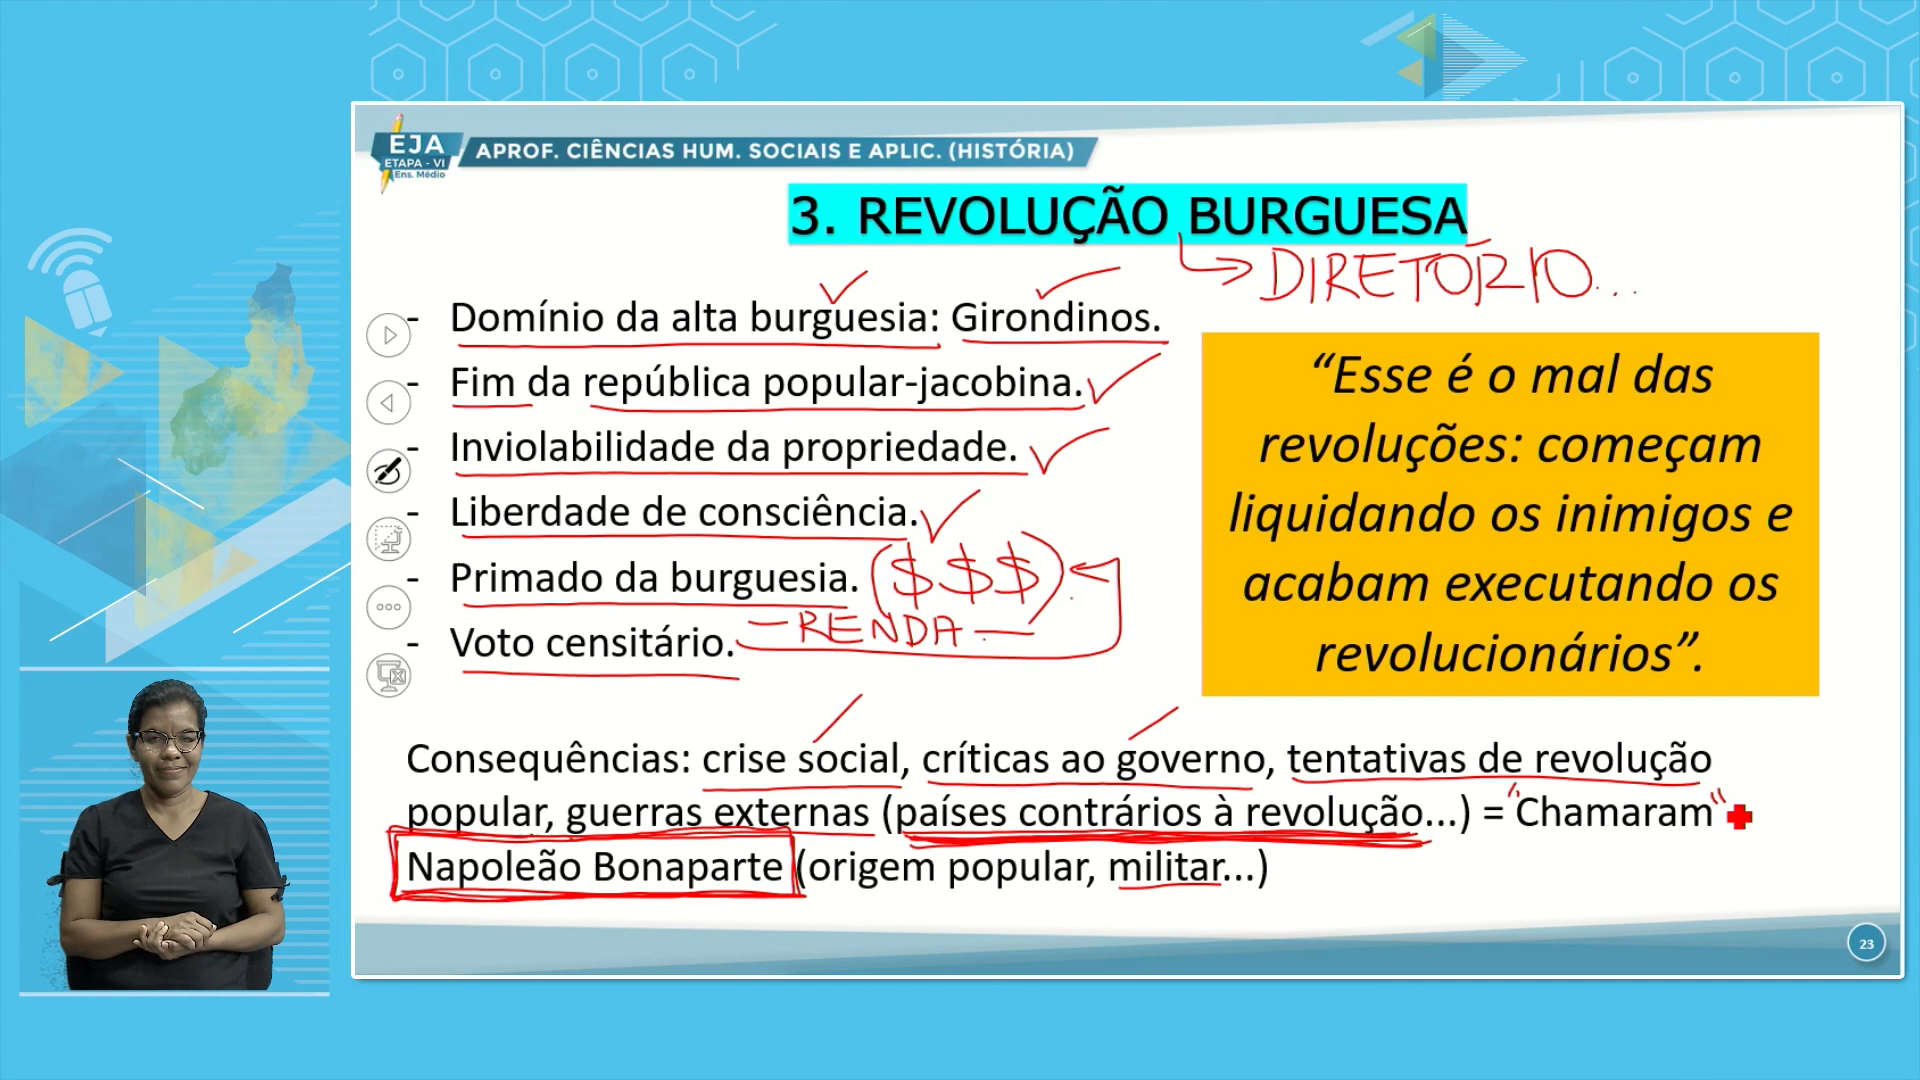 EJA
ETAPA - VI
Ens. Médio
APROF. CIÊNCIAS HUM. SOCIAIS E APLIC. (HISTÓRIA)
3. REVOLUÇÃO BURGUESA
DIRETÓRIO...
- Domínio da alta burguesia: Girondinos.
- Fim da república popular-jacobina.
- Inviolabilidade da propriedade.
- Liberdade de consciência.
- Primado da burguesia. ($$$)
- RENDA -
- Voto censitário.
“Esse é o mal das
revoluções: começam
liquidando os inimigos e
acabam executando os
revolucionários”.
Consequências: crise social, críticas ao governo, tentativas de revolução
popular, guerras externas (países contrários à revolução...) = "Chamaram"
Napoleão Bonaparte (origem popular, militar...)
23